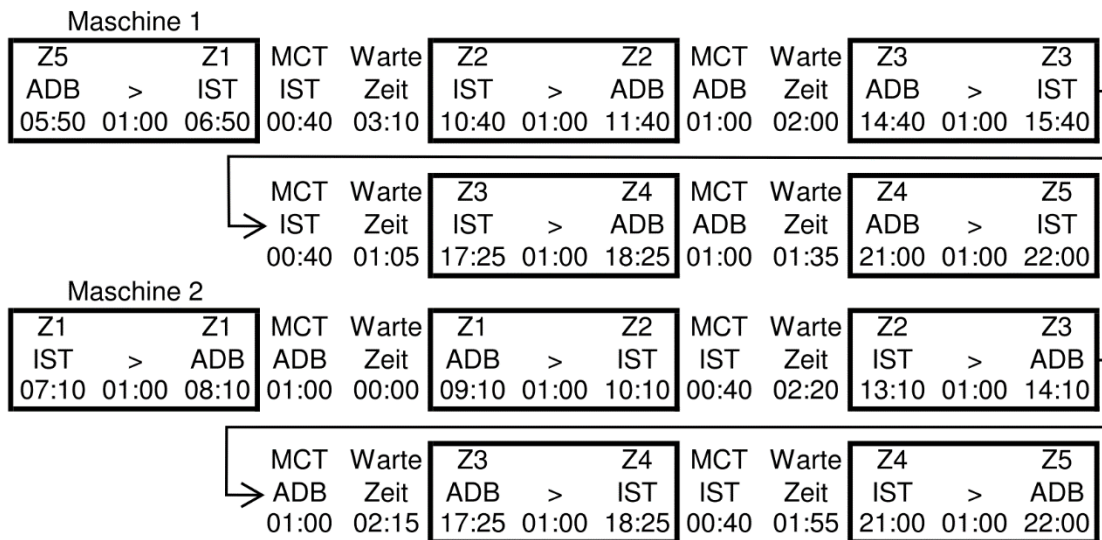 Maschine 1
Z5 Z1 MCT Warte Z2 Z2 MCT Warte Z3 Z3
ADB > IST IST Zeit IST > ADB ADB Zeit ADB > IST
05:50 01:00 06:50 00:40 03:10 10:40 01:00 11:40 01:00 02:00 14:40 01:00 15:40
MCT Warte Z3 Z4 MCT Warte Z4 Z5
IST Zeit IST > ADB ADB Zeit ADB > IST
00:40 01:05 17:25 01:00 18:25 01:00 01:35 21:00 01:00 22:00
Maschine 2
Z1 Z1 MCT Warte Z1 Z2 MCT Warte Z2 Z3
IST > ADB ADB Zeit ADB > IST IST Zeit IST > ADB
07:10 01:00 08:10 01:00 00:00 09:10 01:00 10:10 00:40 02:20 13:10 01:00 14:10
MCT Warte Z3 Z4 MCT Warte Z4 Z5
ADB Zeit ADB > IST IST Zeit IST > ADB
01:00 02:15 17:25 01:00 18:25 00:40 01:55 21:00 01:00 22:00